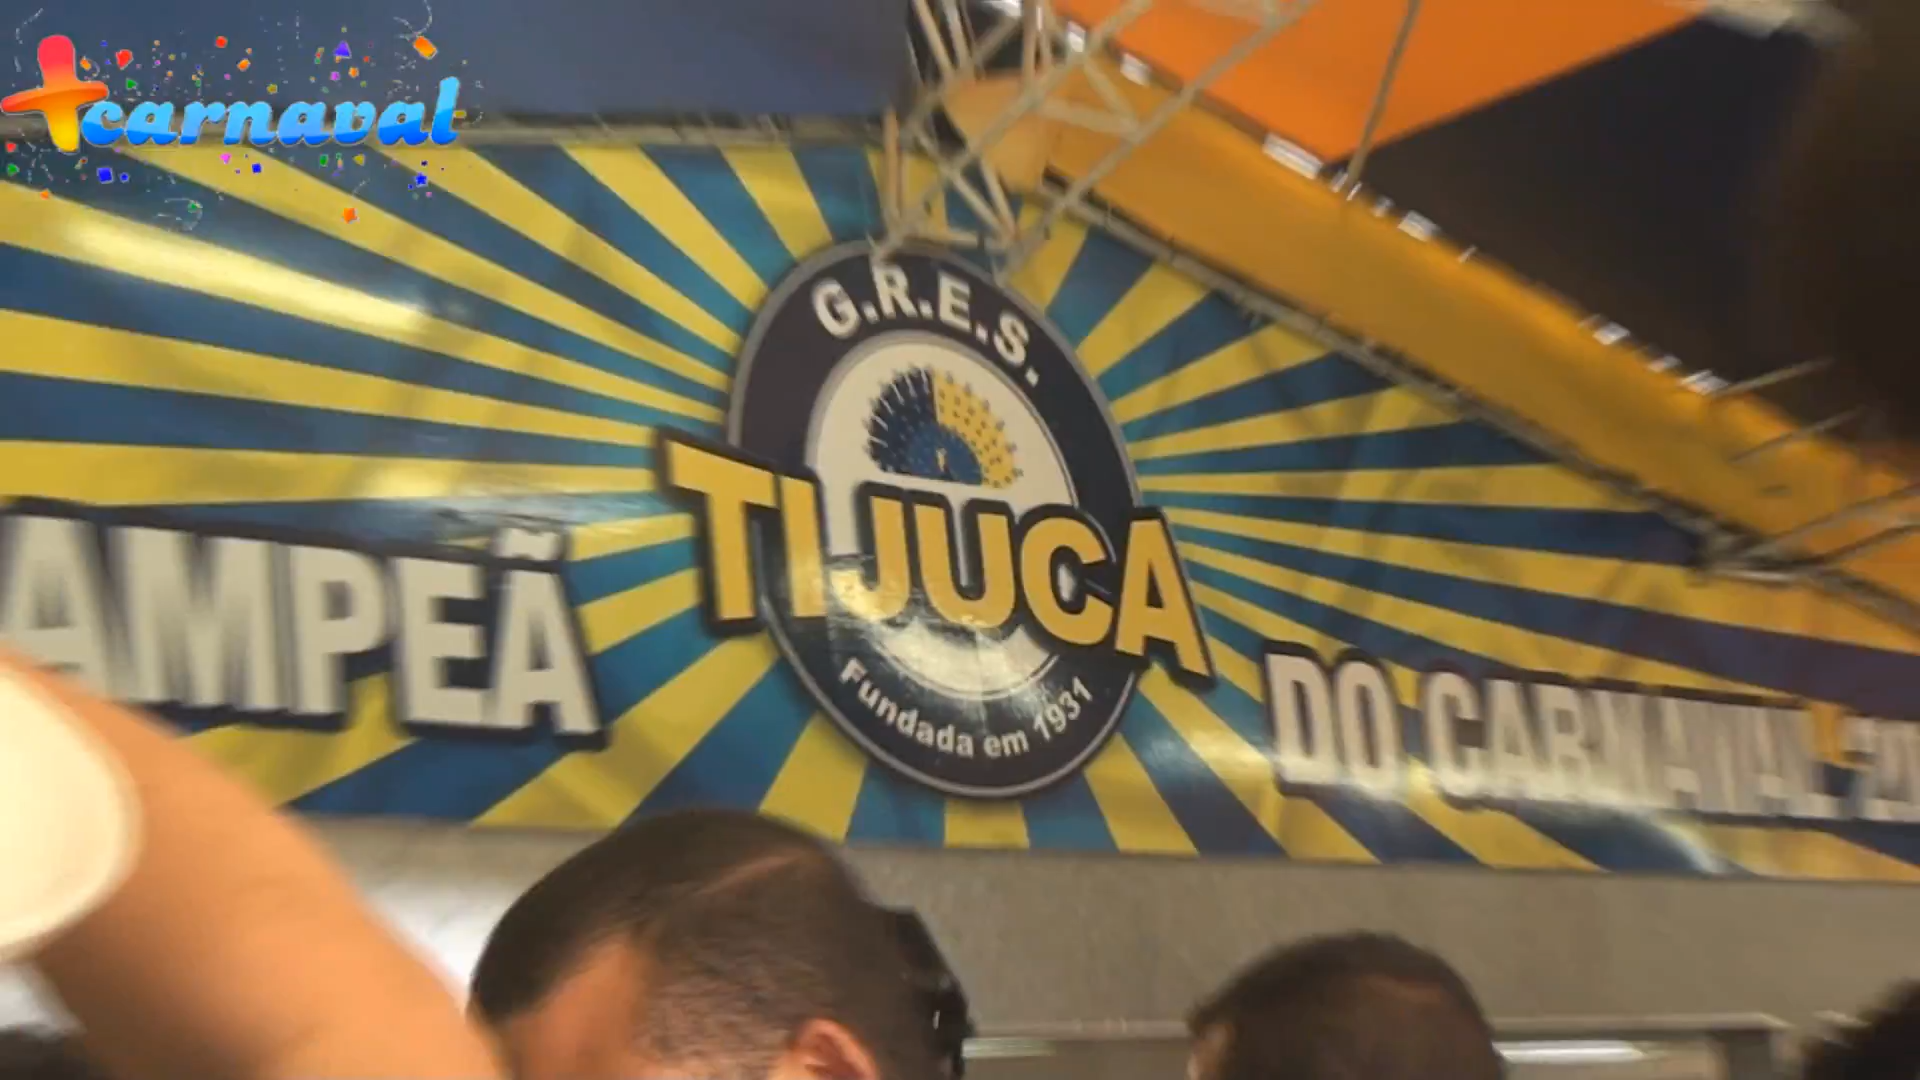 carnaval
G.R.E.S.
TIJUCA
Fundada em 1931
AMPEÃ
DO CARNAVAL